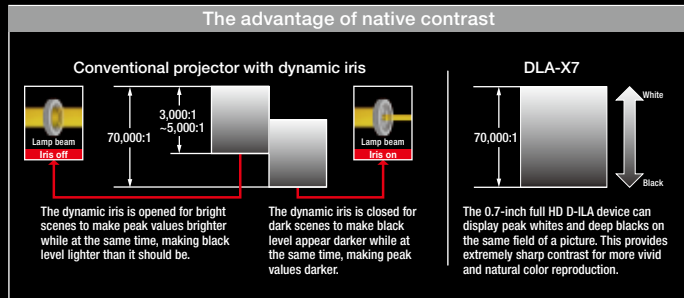 The advantage of native contrast
Conventional projector with dynamic iris
DLA-X7
Lamp beam
Iris off
70,000:1
3,000:1
~5,000:1
Lamp beam
Iris on
70,000:1
White
Black
The dynamic iris is opened for bright
scenes to make peak values brighter
while at the same time, making black
level lighter than it should be.
The dynamic iris is closed for
dark scenes to make black
level appear darker while at
the same time, making peak
values darker.
The 0.7-inch full HD D-ILA device can
display peak whites and deep blacks on
the same field of a picture. This provides
extremely sharp contrast for more vivid
and natural color reproduction.